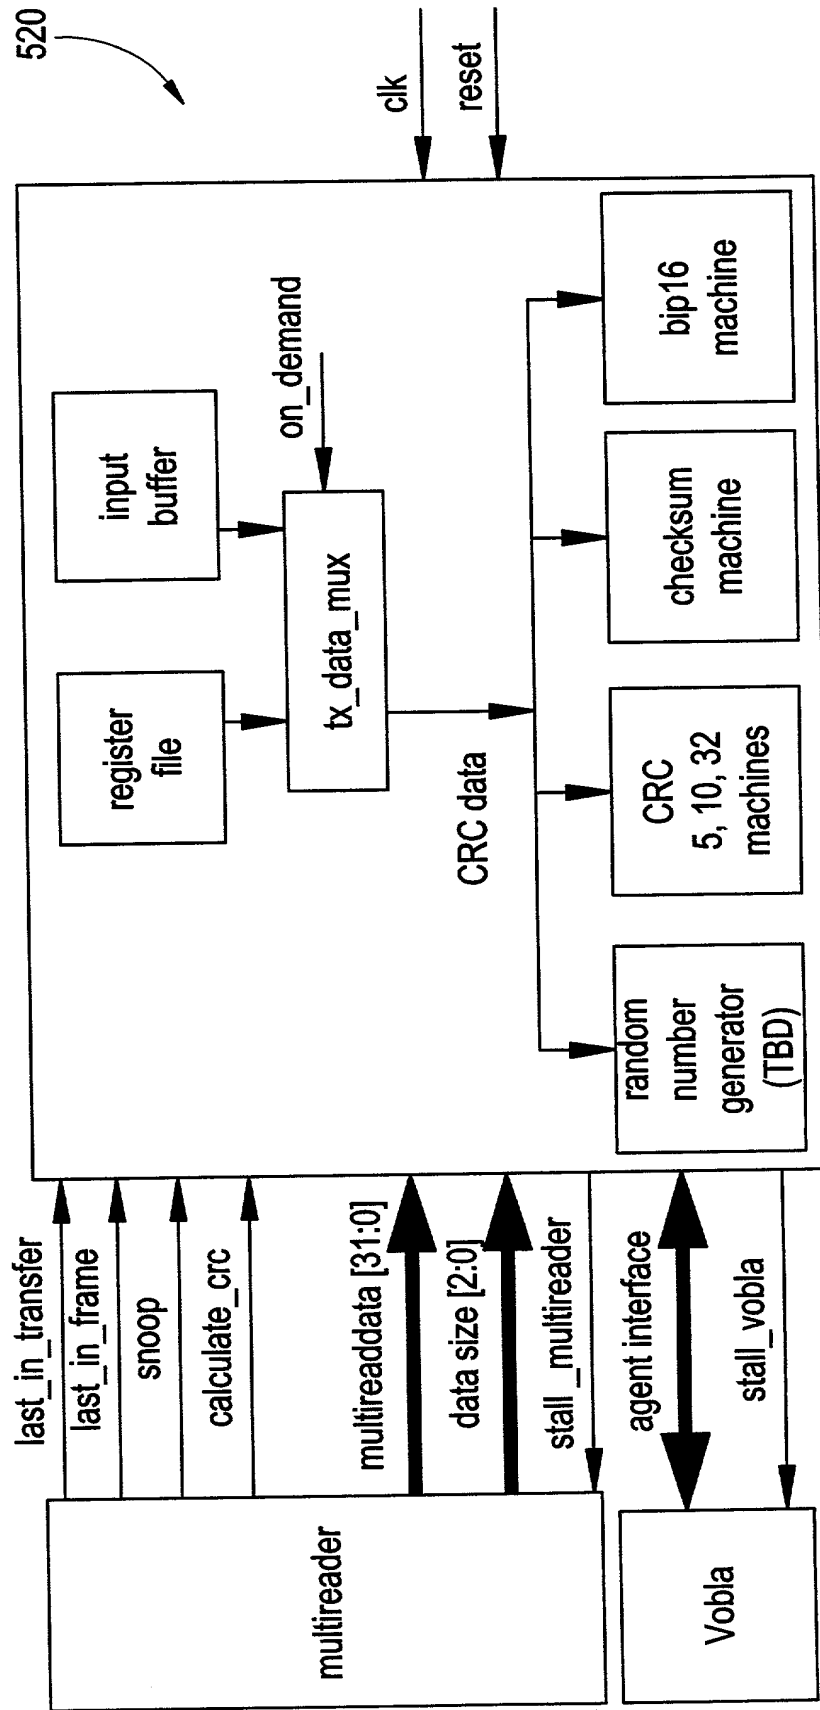 520
multireader
Vobla
last_in_transfer
last_in_frame
snoop
calculate_crc
multireaddata [31:0]
data size [2:0]
stall_multireader
agent interface
stall_vobla
register
file
input
buffer
tx_data_mux
on_demand
CRC data
random
number
generator
(TBD)
CRC
5, 10, 32
machines
checksum
machine
bip16
machine
clk
reset